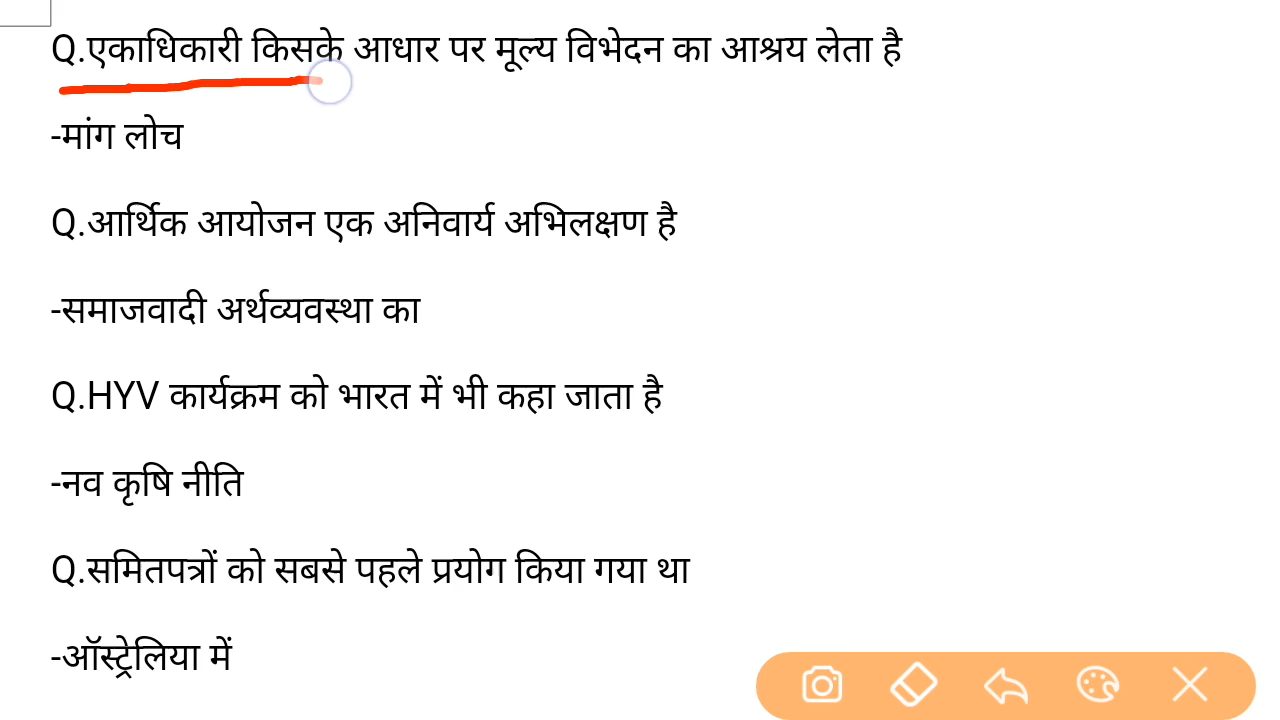 Q.एकाधिकारी किसके आधार पर मूल्य विभेदन का आश्रय लेता है
-मांग लोच
Q.आर्थिक आयोजन एक अनिवार्य अभिलक्षण है
-समाजवादी अर्थव्यवस्था का
Q.HYV कार्यक्रम को भारत में भी कहा जाता है
-नव कृषि नीति
Q.समितपत्रों को सबसे पहले प्रयोग किया गया था
-ऑस्ट्रेलिया में